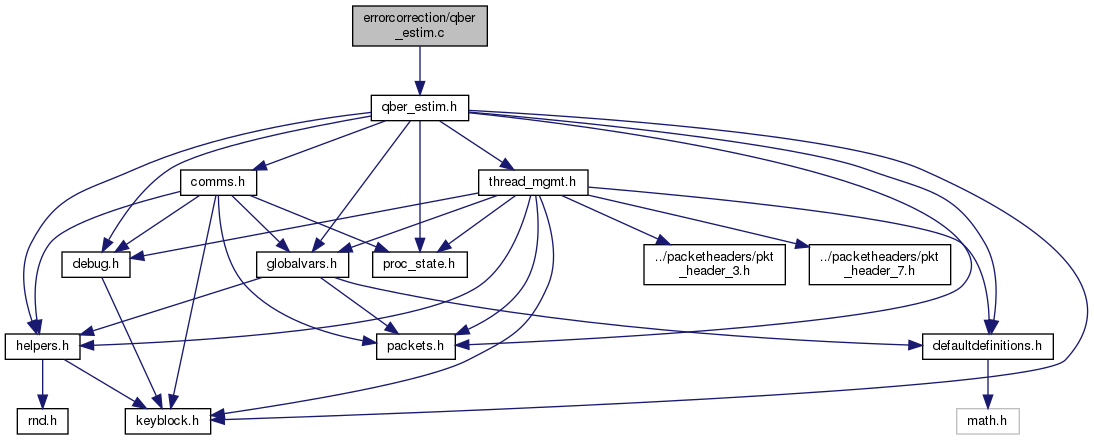 errorcorrection/qber
_estim.c
qber_estim.h
comms.h
thread_mgmt.h
debug.h
globalvars.h
proc_state.h
../packetheaders/pkt
_header_3.h
../packetheaders/pkt
_header_7.h
helpers.h
packets.h
defaultdefinitions.h
rnd.h
keyblock.h
math.h